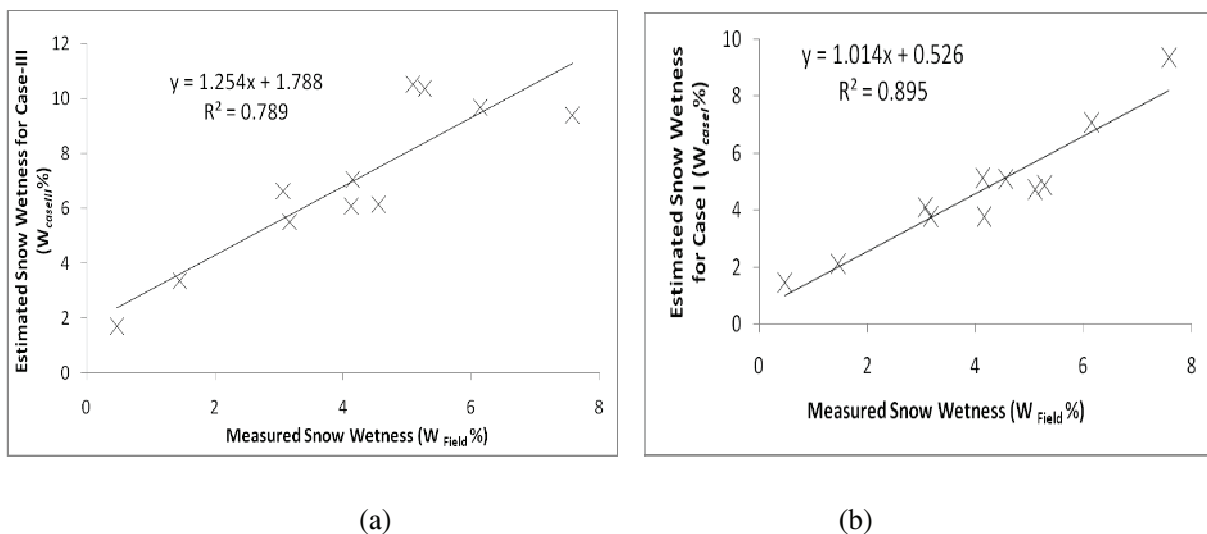 Estimated Snow Wetness for Case-III
(W_caseIII%)
12
10
8
6
4
2
0
y = 1.254x + 1.788
R² = 0.789
0 2 4 6 8
Measured Snow Wetness (W Field %)
(a)
Estimated Snow Wetness
for Case I (W_caseI%)
10
8
6
4
2
0
y = 1.014x + 0.526
R² = 0.895
0 2 4 6 8
Measured Snow Wetness (W Field %)
(b)